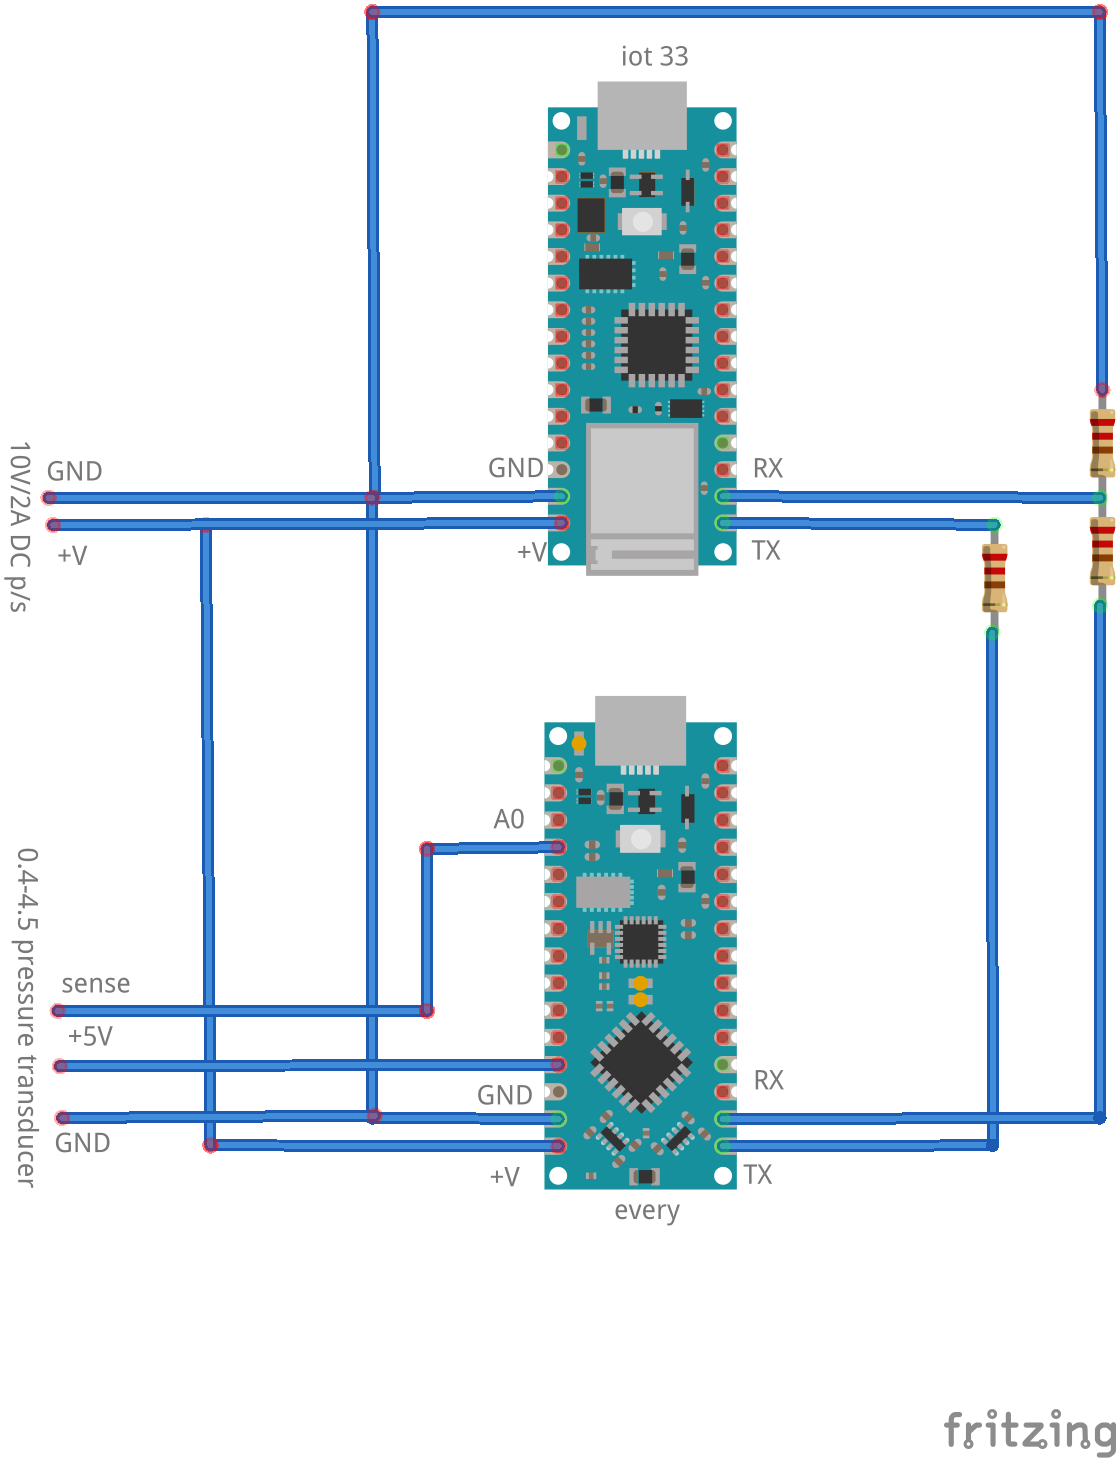 iot 33
GND
GND
RX
10V/2A DC p/s
+V
+V
TX
A0
0.4-4.5 pressure transducer
sense
+5V
GND
RX
GND
+V
TX
every
fritzing